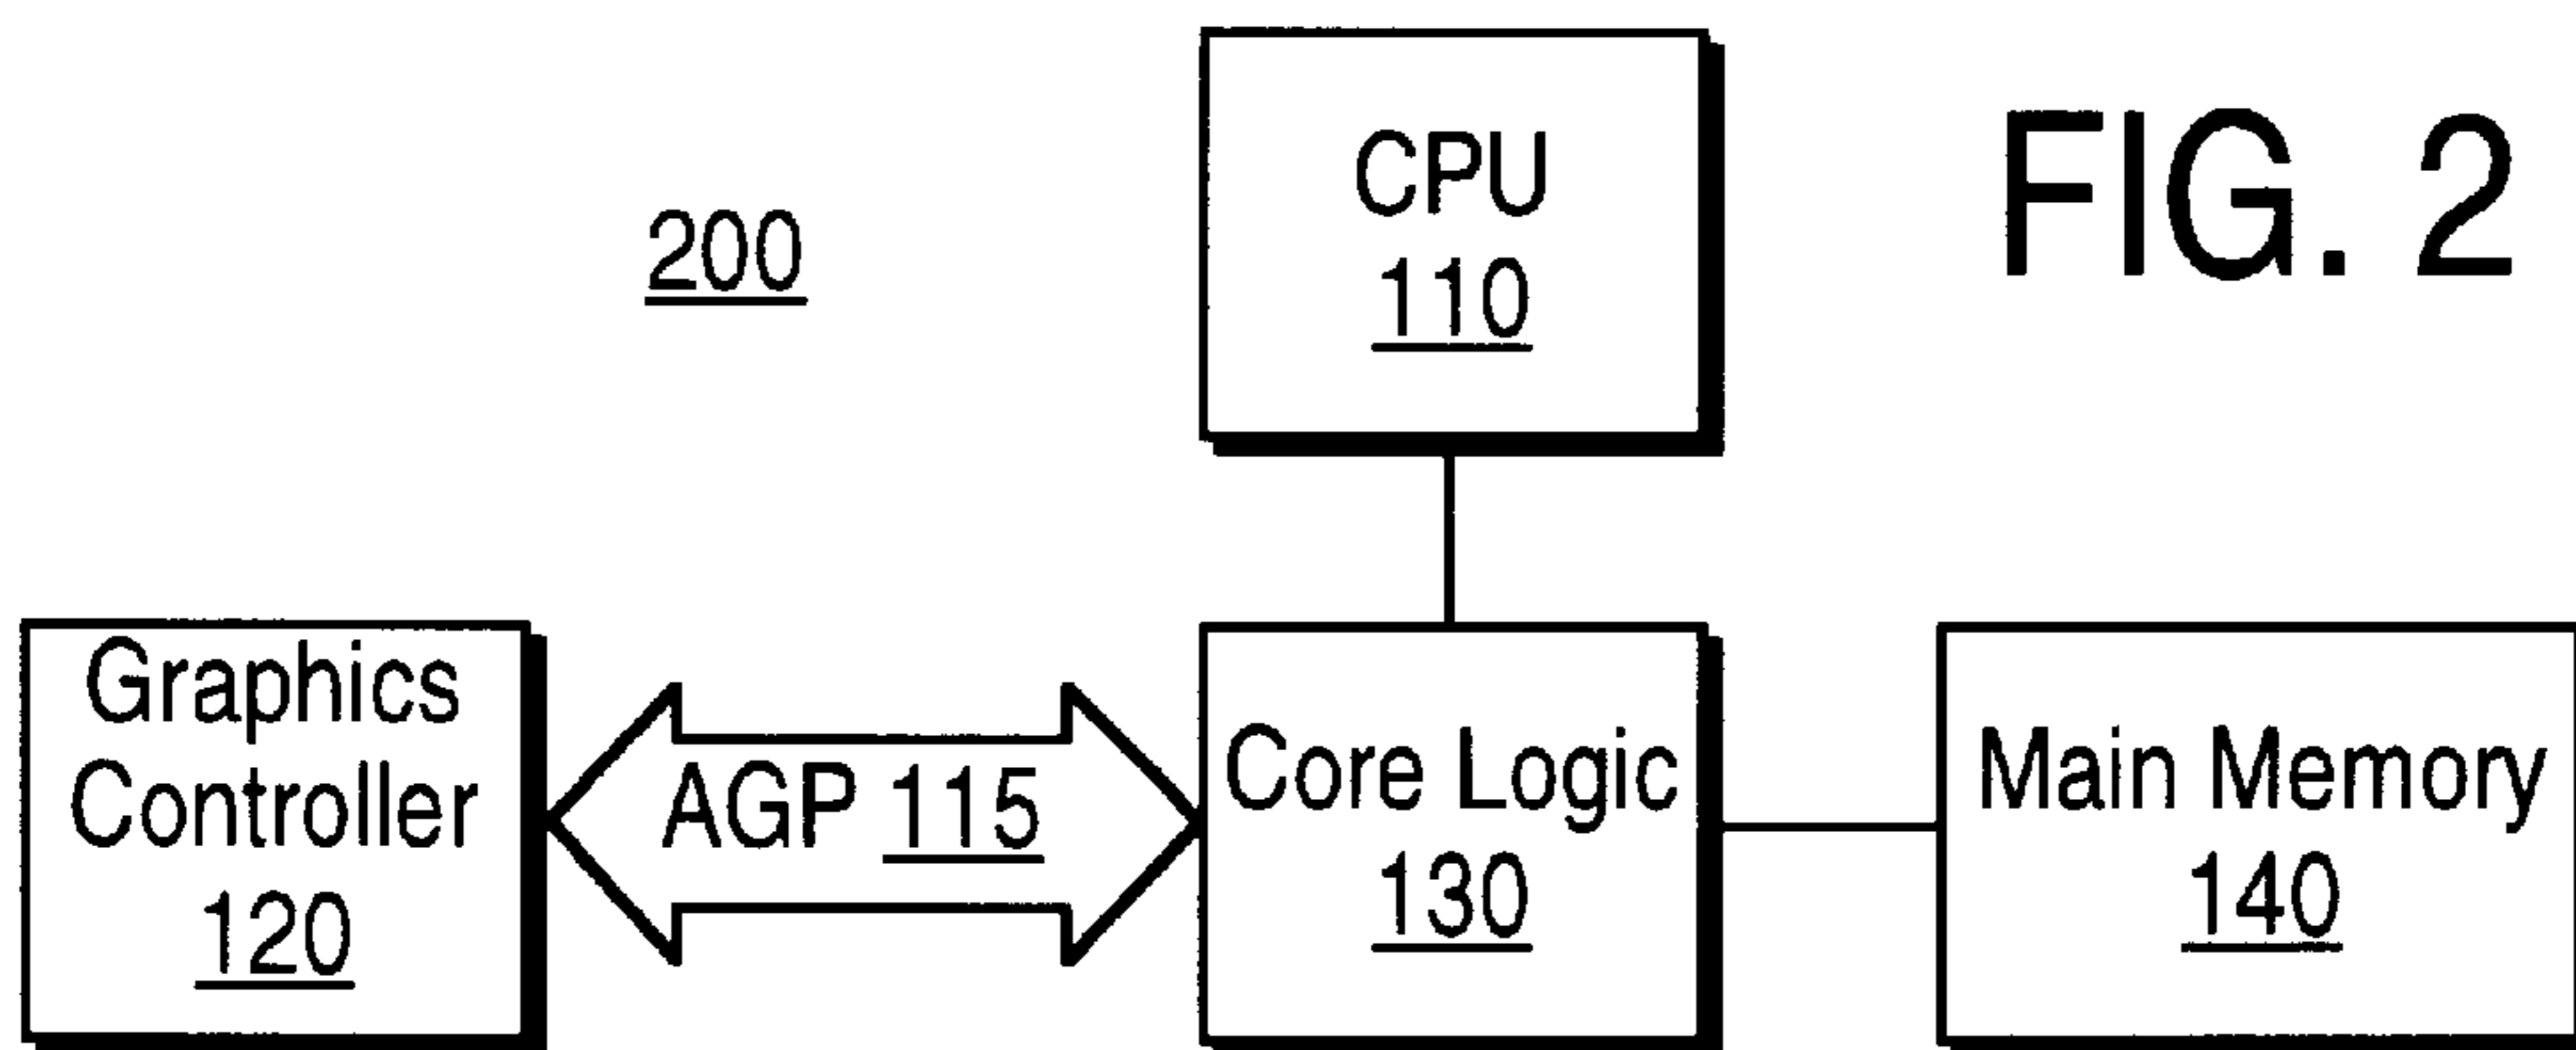 FIG. 2
200
CPU
110
Graphics
Controller
120
AGP 115
Core Logic
130
Main Memory
140